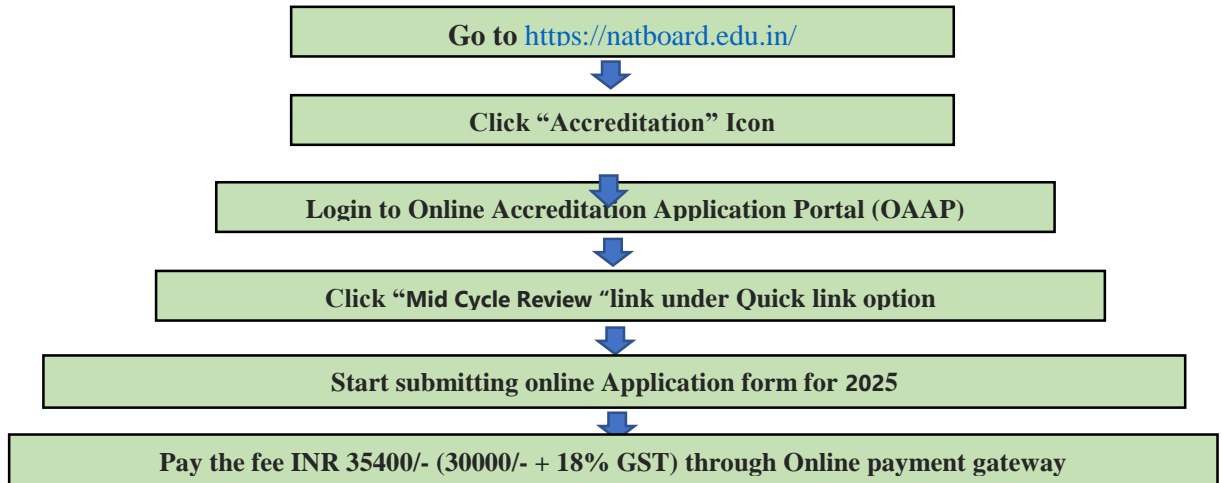 Go to https://natboard.edu.in/
Click “Accreditation” Icon
Login to Online Accreditation Application Portal (OAAP)
Click “Mid Cycle Review “link under Quick link option
Start submitting online Application form for 2025
Pay the fee INR 35400/- (30000/- + 18% GST) through Online payment gateway